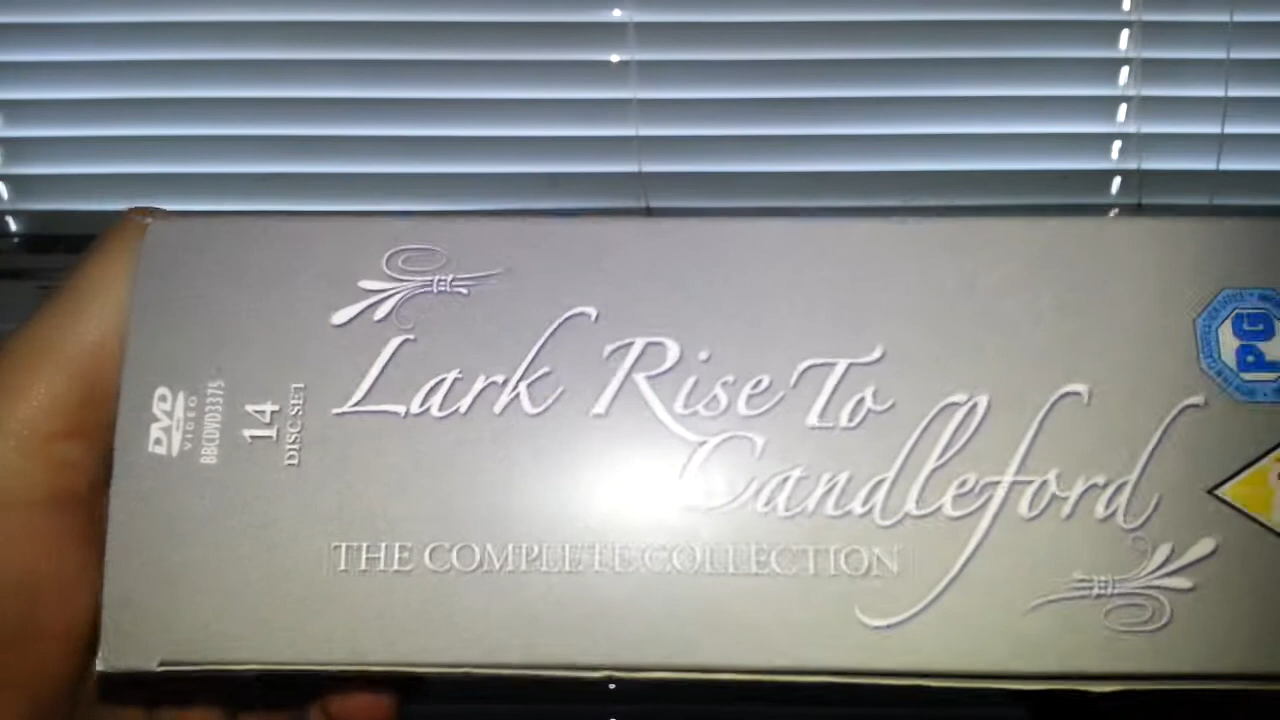 DVD
VIDEO
BBCDVD3375
14
DISC SET
Lark Rise To
Candleford
THE COMPLETE COLLECTION
PG